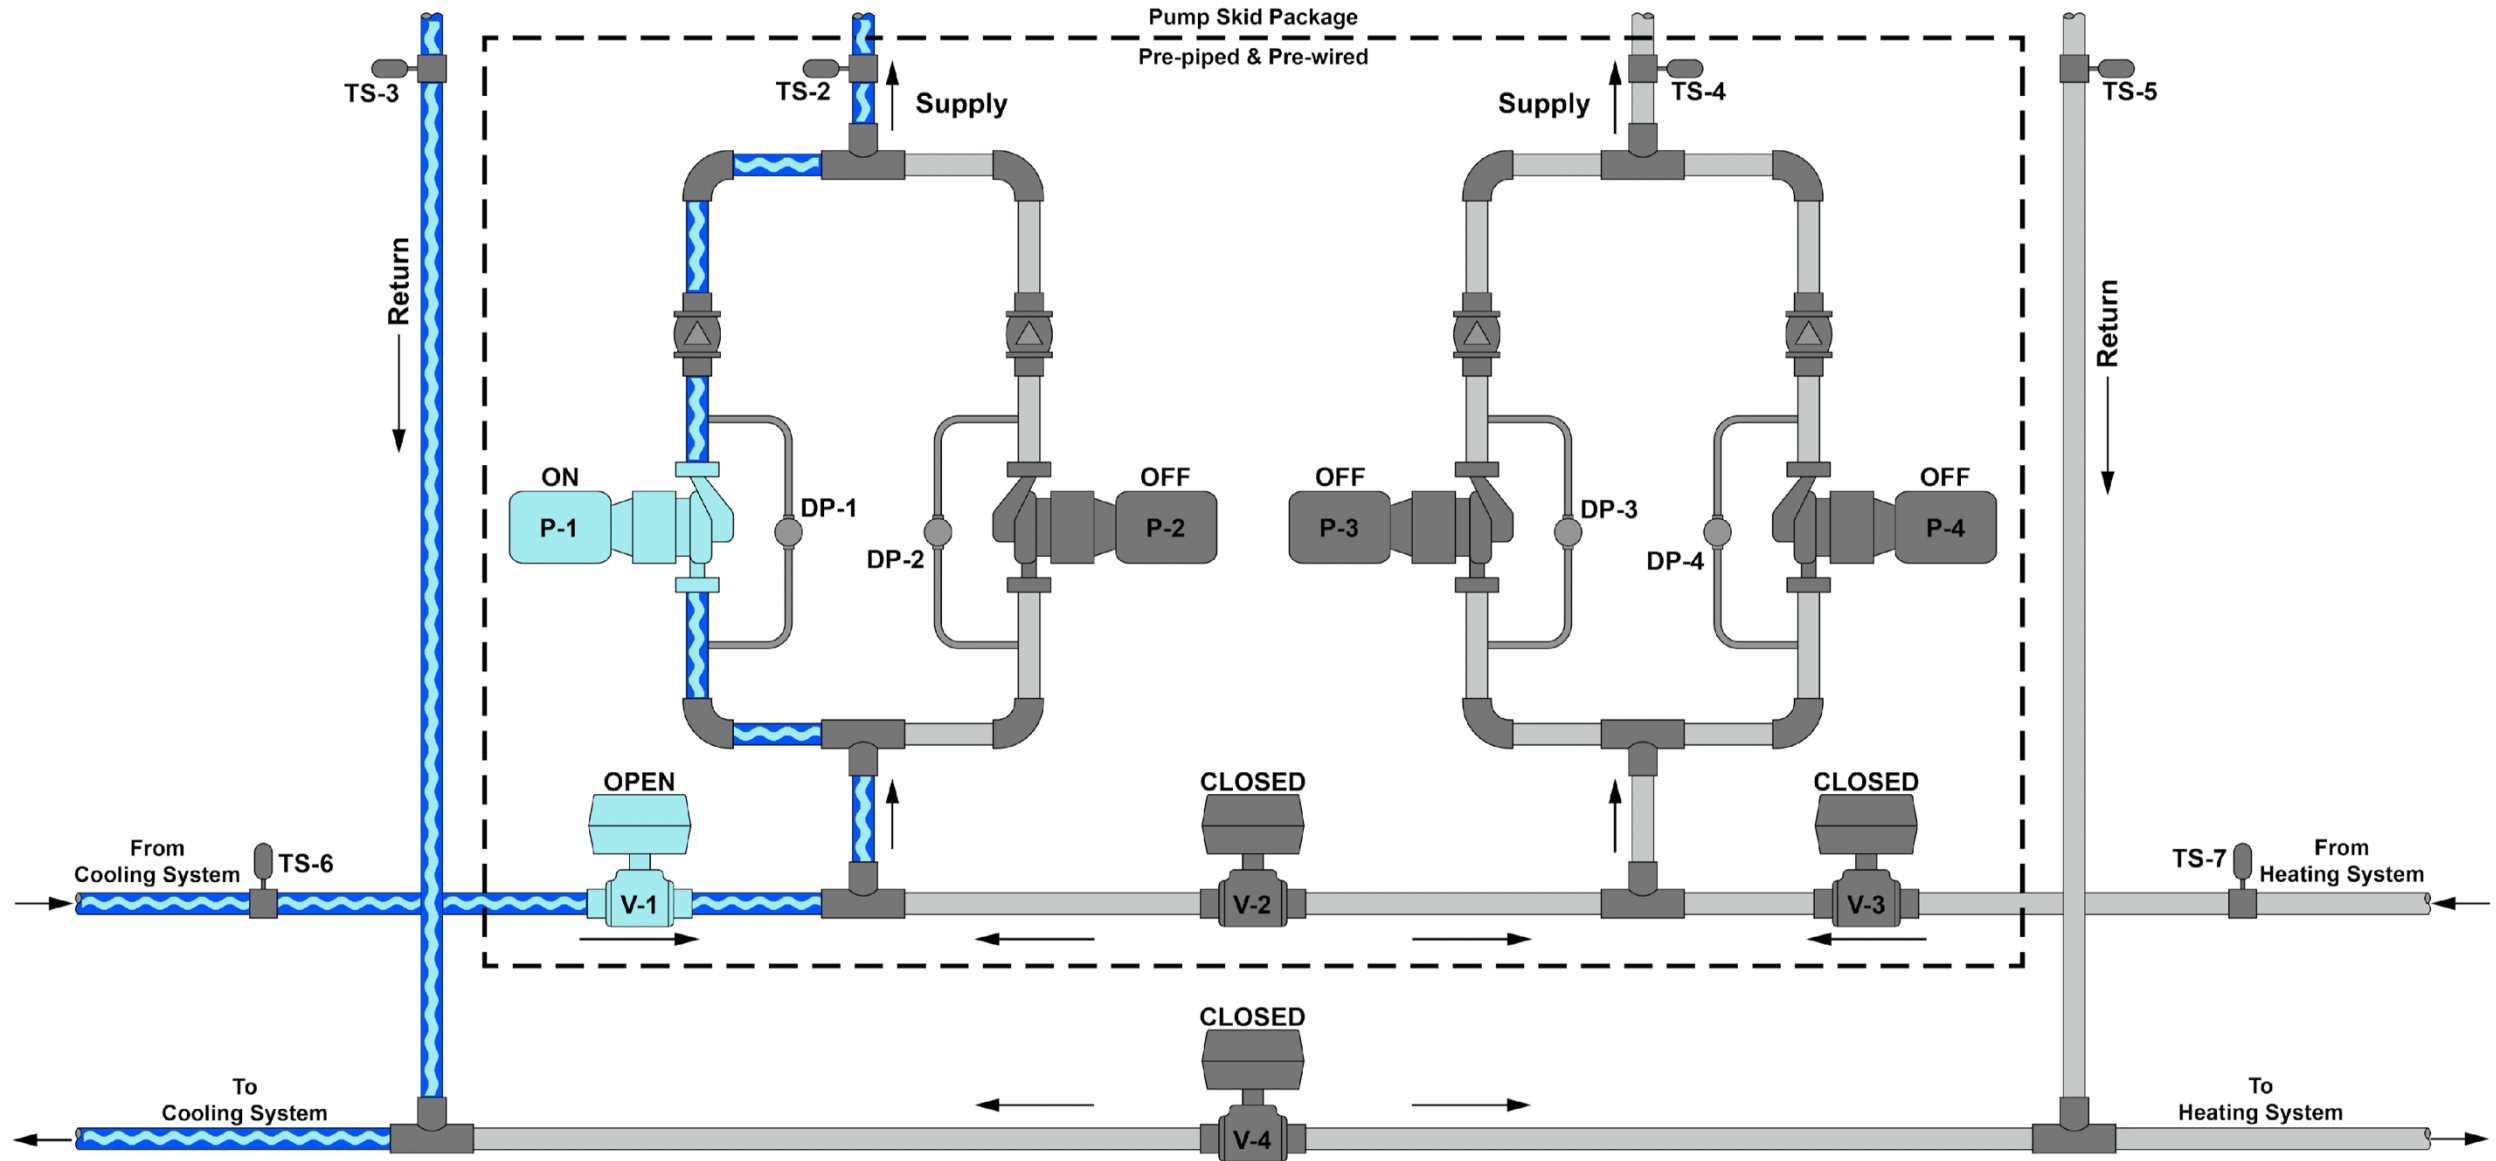 Pump Skid Package
Pre-piped & Pre-wired
TS-3
TS-2
Supply
Supply
TS-4
TS-5
Return
Return
ON
OFF
OFF
OFF
P-1
DP-1
DP-2
P-2
P-3
DP-3
DP-4
P-4
OPEN
CLOSED
CLOSED
From
Cooling System
TS-6
V-1
V-2
V-3
TS-7
From
Heating System
CLOSED
To
Cooling System
V-4
To
Heating System